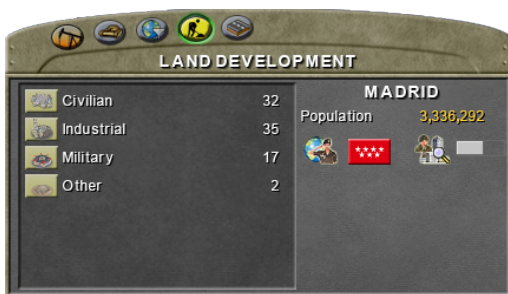 LAND DEVELOPMENT
Civilian 32
Industrial 35
Military 17
Other 2
MADRID
Population 3,336,292